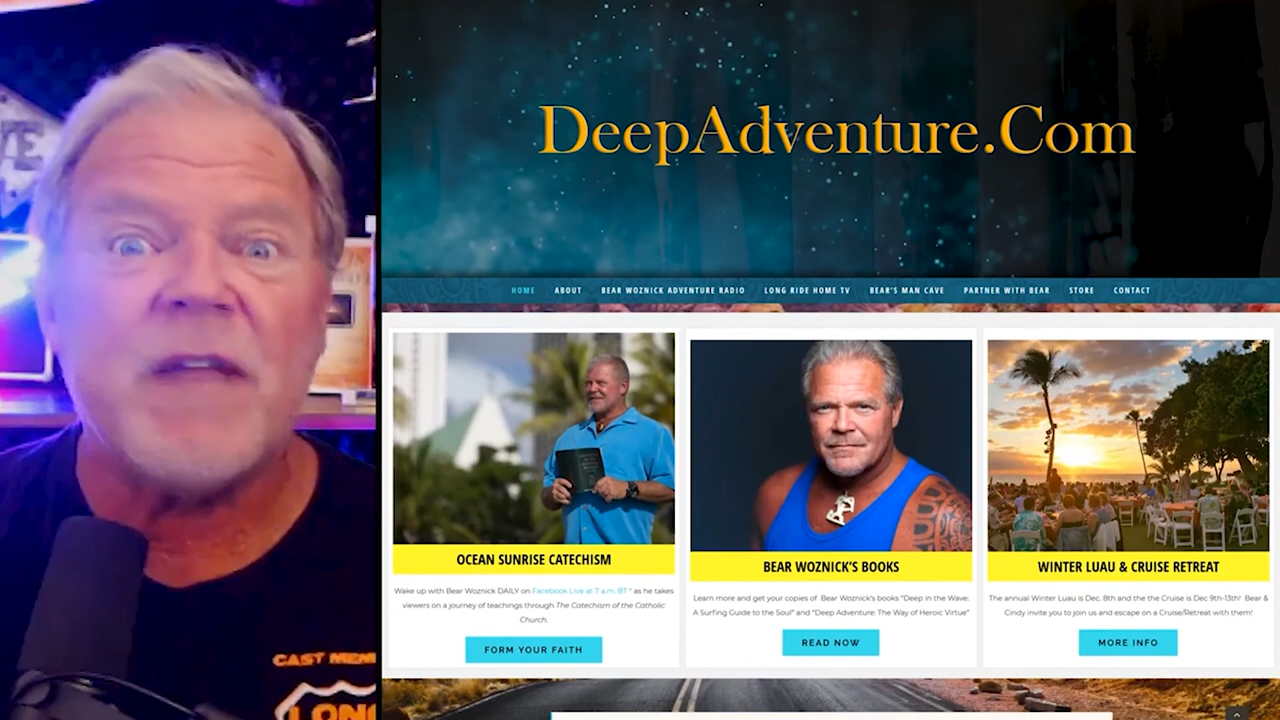 DeepAdventure.Com
HOME ABOUT BEAR WOZNICK ADVENTURE RADIO LONG RIDE HOME TV BEAR'S MAN CAVE PARTNER WITH BEAR STORE CONTACT
OCEAN SUNRISE CATECHISM
Wake up with Bear Woznick DAILY on Facebook Live at 7 a.m. BT * as he takes
viewers on a journey of teachings through The Catechism of the Catholic
Church.
FORM YOUR FAITH
BEAR WOZNICK'S BOOKS
Learn more and get your copies of Bear Woznick's books "Deep in the Wave:
A Surfing Guide to the Soul" and "Deep Adventure: The Way of Heroic Virtue"
READ NOW
WINTER LUAU & CRUISE RETREAT
The annual Winter Luau is Dec. 8th and the the Cruise is Dec 9th-13th! Bear &
Cindy invite you to join us and escape on a Cruise/Retreat with them!
MORE INFO
CAST MEM
LONG